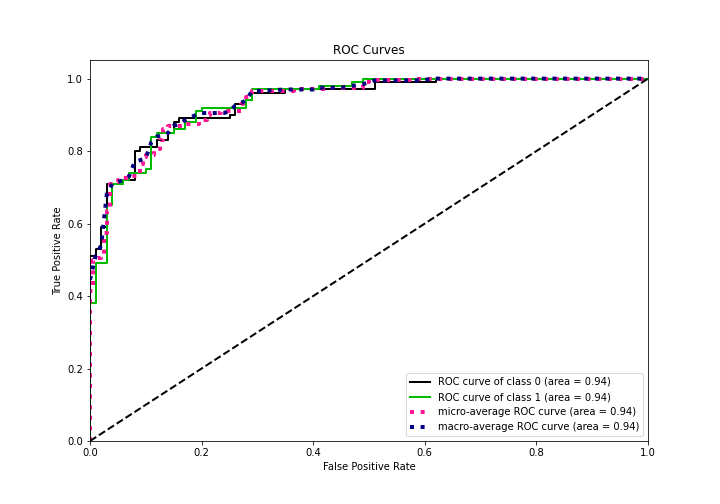 ROC Curves
True Positive Rate
1.0
0.8
0.6
0.4
0.2
0.0
0.0 0.2 0.4 0.6 0.8 1.0
False Positive Rate
ROC curve of class 0 (area = 0.94)
ROC curve of class 1 (area = 0.94)
micro-average ROC curve (area = 0.94)
macro-average ROC curve (area = 0.94)